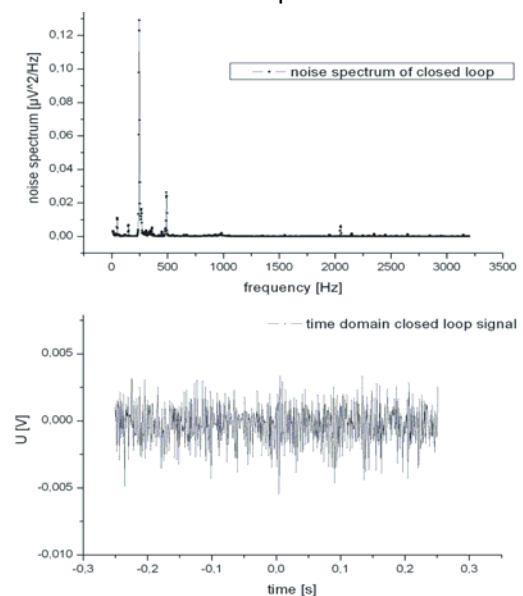 0,12
0,10
0,08
0,06
0,04
0,02
0,00
noise spectrum [µV^2/Hz]
noise spectrum of closed loop
0 500 1000 1500 2000 2500 3000 3500
frequency [Hz]
time domain closed loop signal
0,005
0,000
-0,005
-0,010
U [V]
-0,3 -0,2 -0,1 0,0 0,1 0,2 0,3
time [s]